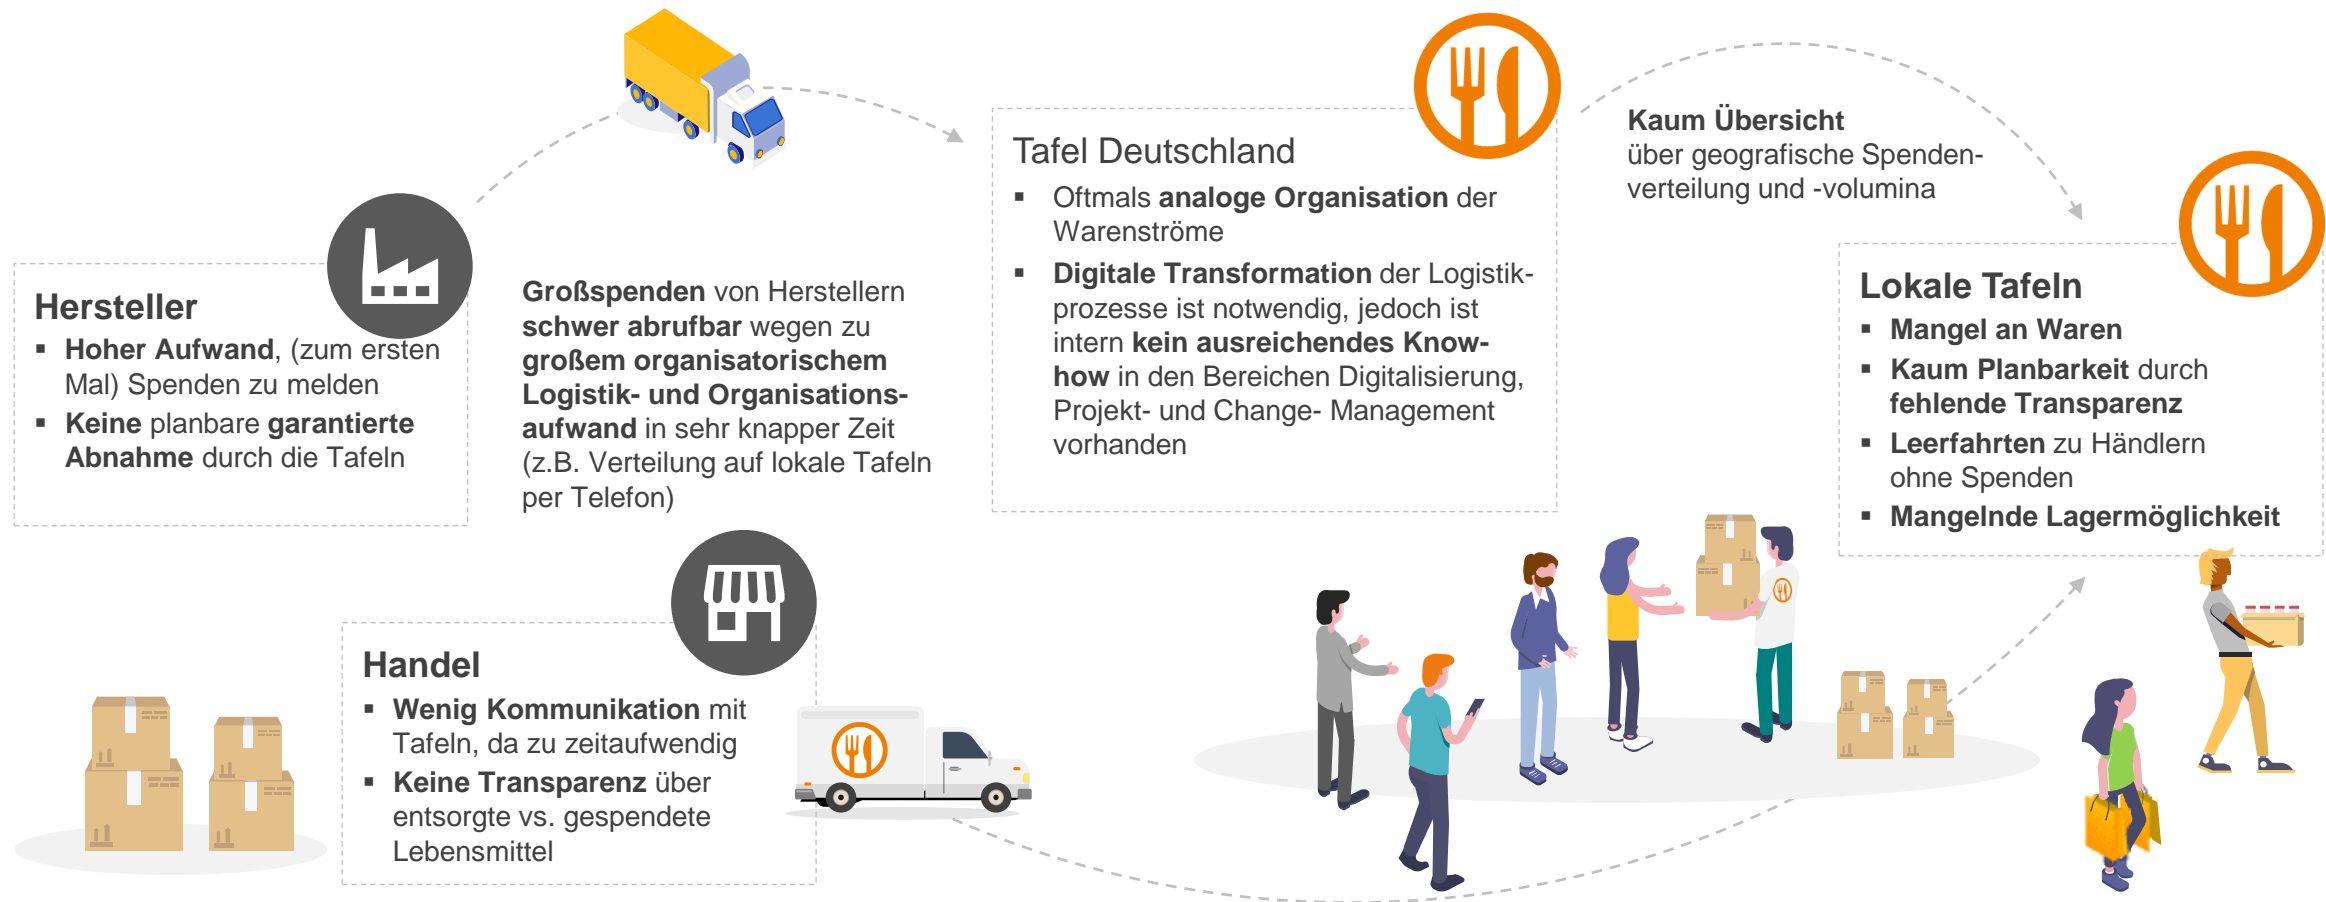 Hersteller
▪ Hoher Aufwand, (zum ersten
Mal) Spenden zu melden
▪ Keine planbare garantierte
Abnahme durch die Tafeln
Großspenden von Herstellern
schwer abrufbar wegen zu
großem organisatorischem
Logistik- und Organisations-
aufwand in sehr knapper Zeit
(z.B. Verteilung auf lokale Tafeln
per Telefon)
Tafel Deutschland
▪ Oftmals analoge Organisation der
Warenströme
▪ Digitale Transformation der Logistik-
prozesse ist notwendig, jedoch ist
intern kein ausreichendes Know-
how in den Bereichen Digitalisierung,
Projekt- und Change- Management
vorhanden
Kaum Übersicht
über geografische Spenden-
verteilung und -volumina
Lokale Tafeln
▪ Mangel an Waren
▪ Kaum Planbarkeit durch
fehlende Transparenz
▪ Leerfahrten zu Händlern
ohne Spenden
▪ Mangelnde Lagermöglichkeit
Handel
▪ Wenig Kommunikation mit
Tafeln, da zu zeitaufwendig
▪ Keine Transparenz über
entsorgte vs. gespendete
Lebensmittel